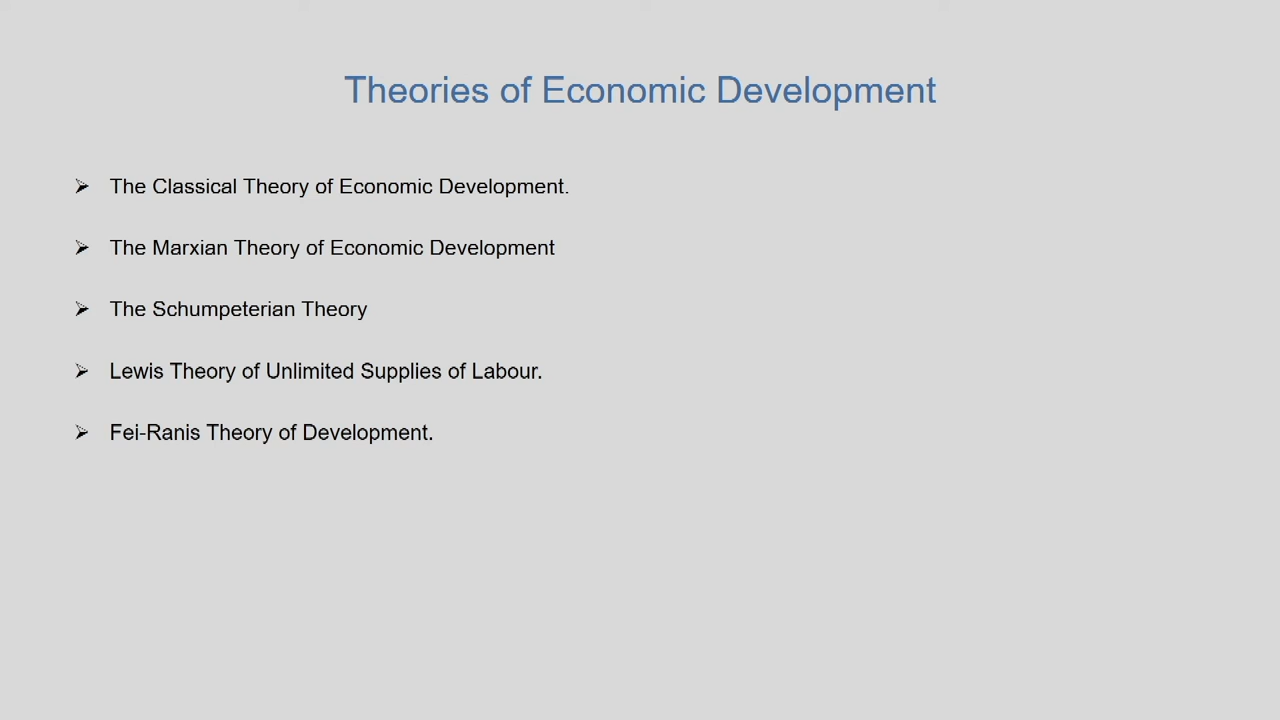 Theories of Economic Development
➢ The Classical Theory of Economic Development.
➢ The Marxian Theory of Economic Development
➢ The Schumpeterian Theory
➢ Lewis Theory of Unlimited Supplies of Labour.
➢ Fei-Ranis Theory of Development.